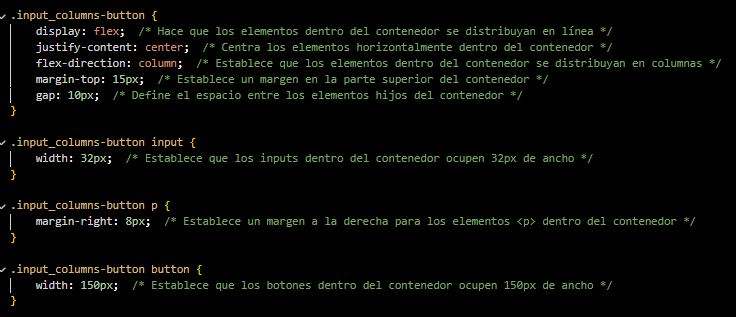 .input_columns-button {
display: flex;  /* Hace que los elementos dentro del contenedor se distribuyan en línea */
justify-content: center;  /* Centra los elementos horizontalmente dentro del contenedor */
flex-direction: column;  /* Establece que los elementos dentro del contenedor se distribuyan en columnas */
margin-top: 15px;  /* Establece un margen en la parte superior del contenedor */
gap: 10px;  /* Define el espacio entre los elementos hijos del contenedor */
}
.input_columns-button input {
width: 32px;  /* Establece que los inputs dentro del contenedor ocupen 32px de ancho */
}
.input_columns-button p {
margin-right: 8px;  /* Establece un margen a la derecha para los elementos <p> dentro del contenedor */
}
.input_columns-button button {
width: 150px;  /* Establece que los botones dentro del contenedor ocupen 150px de ancho */
}